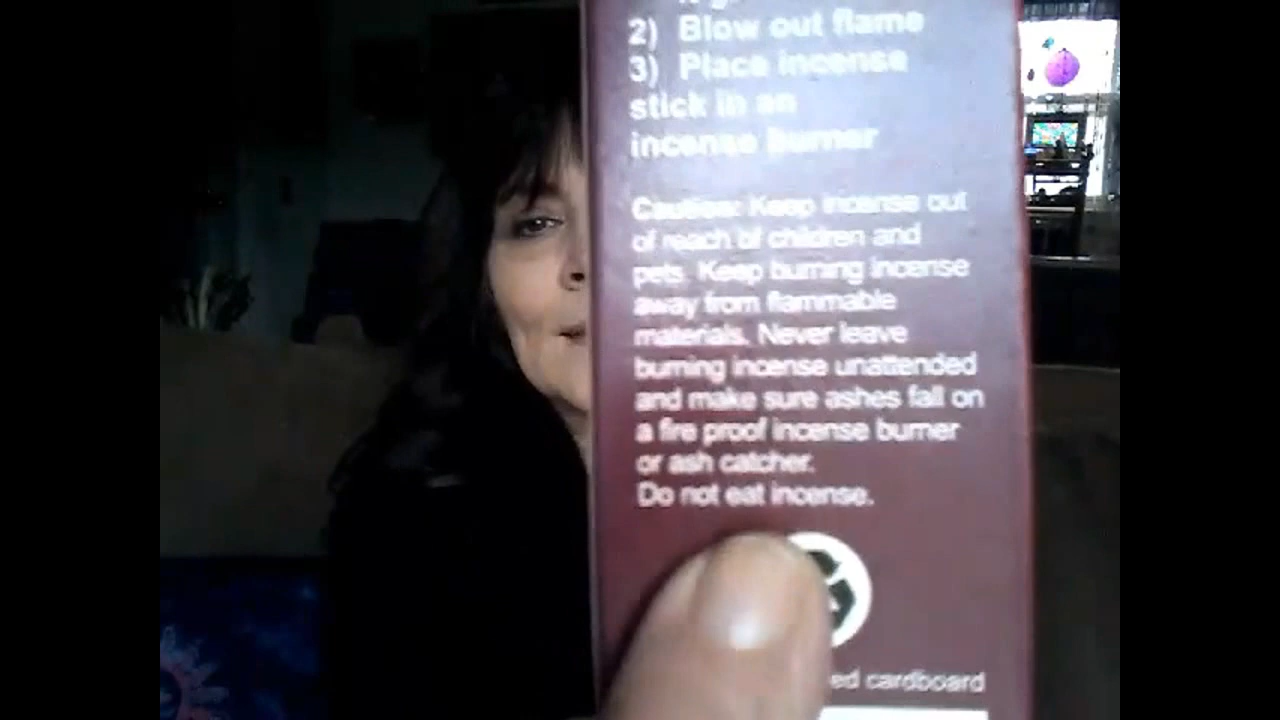 2) Blow out flame
3) Place incense
stick in an
incense burner
Caution: Keep incense out
of reach of children and
pets. Keep burning incense
away from flammable
materials. Never leave
burning incense unattended
and make sure ashes fall on
a fire proof incense burner
or ash catcher.
Do not eat incense.
cardboard